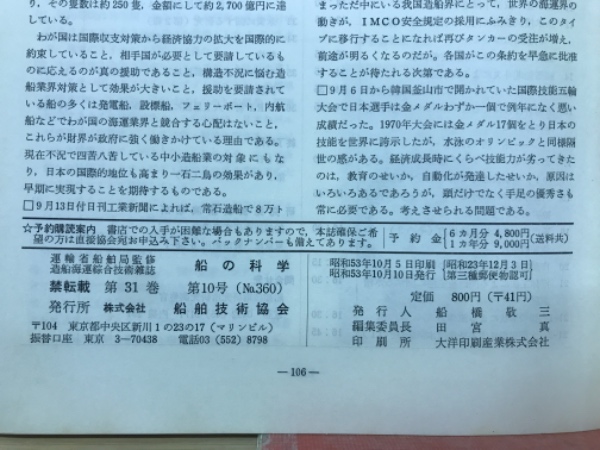 り，その隻数は約250隻，金額にして約2,700億円に達
している。
わが国は国際収支対策から経済協力の拡大を国際的に
約束していること，相手国が必要として要請しているも
のに応えるのが真の援助であること，構造不況に悩む造
船業界対策として効果が大きいこと，援助を要請されて
いる船の多くは発電船，設標船，フェリーボート，内航
船などでわが国の海運業界と競合する心配はないこと，
これらが財界が政府に強く働きかけている理由である。
現在不況で四苦八苦している中小造船業の対象にもな
り，日本の国際的地位も高まり一石二鳥の効果があり，
早期に実現することを期待するものである。
□9月13日付日刊工業新聞によれば，常石造船で8万ト
まっただ中にいる我国造船界にとって，世界の海運界の
動きが，IMCO安全規定の採用にふみきり，このタイ
プに移行することになれば再びタンカーの受注が増え，
前途が明るくなるのだが。各国がこの条約を早急に批准
することが待たれる次第である。
□9月6日から韓国釜山市で開かれていた国際技能五輪
大会で日本選手は金メダルわずか一個で例年になく悪い
成績だった。1970年大会には金メダル17個をとり日本の
技能を世界に誇示したが，水泳のオリンピックと同様隔
世の感がある。経済成長時にくらべ技能力が劣ってきた
のは，教育のせいか，自動化が発達したせいか，原因は
いろいろあるであろうが，頭だけでなく手足の優秀さも
常に必要である。考えさせられる問題である。
☆予約購読案内 書店での入手が困難な場合もありますので，本誌確保ご希
望の方は直接協会宛お申込み下さい。バックナンバーも備えてあります。
予約金 6カ月分 4,800円 (送料共)
1カ年分 9,000円
運輸省船舶局監修
造船海運綜合技術雑誌 船の科学
禁転載 第31巻 第10号 (No.360)
発行所 株式会社 船舶技術協会
〒104 東京都中央区新川1の23の17（マリンビル）
振替口座 東京 3—70438 電話03 (552) 8798
昭和53年10月5日印刷 昭和23年12月3日
昭和53年10月10日発行 第三種郵便物認可
定価 800円（〒41円）
発行人 船橋敬三
編集委員長 田宮真
印刷所 大洋印刷産業株式会社
—106—